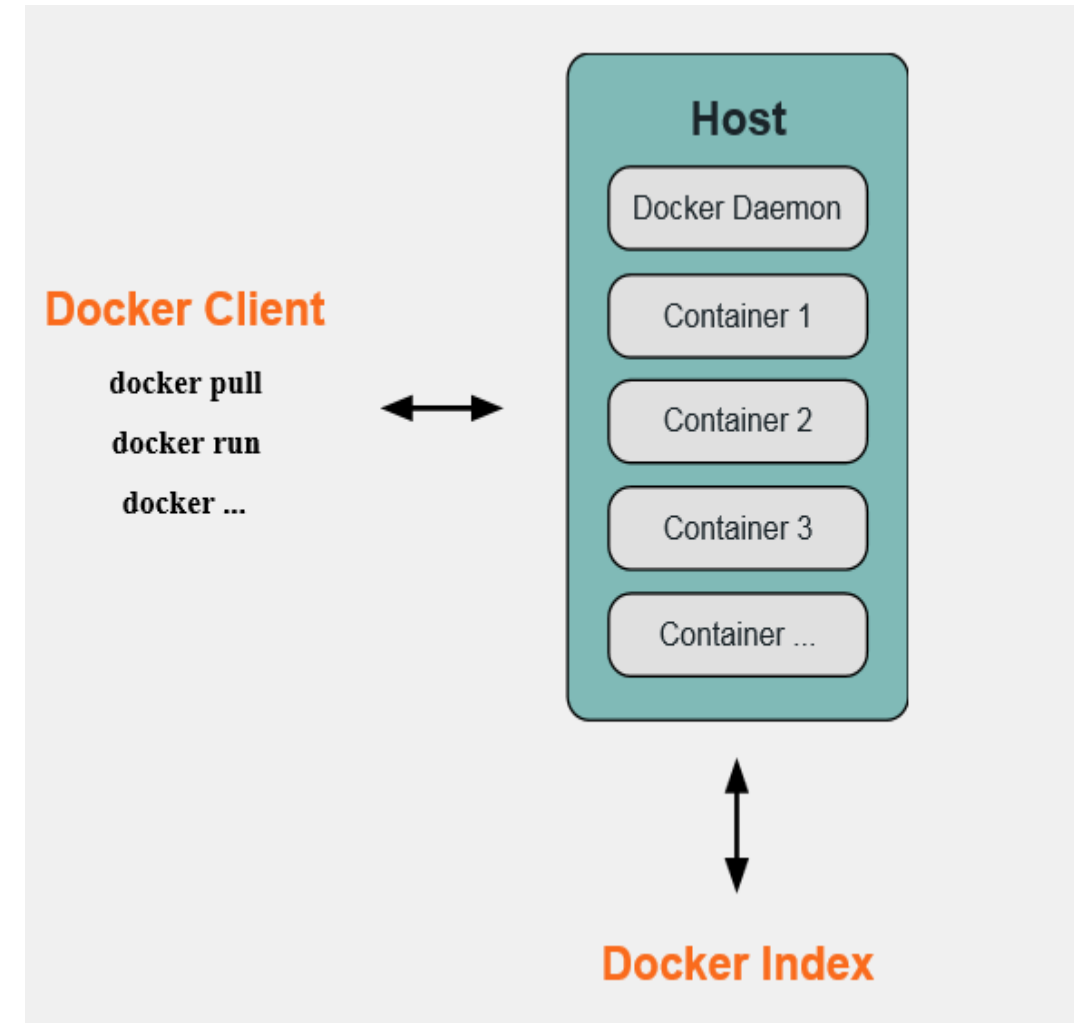 Host
Docker Daemon
Container 1
Container 2
Container 3
Container ...
Docker Client
docker pull
docker run
docker ...
Docker Index